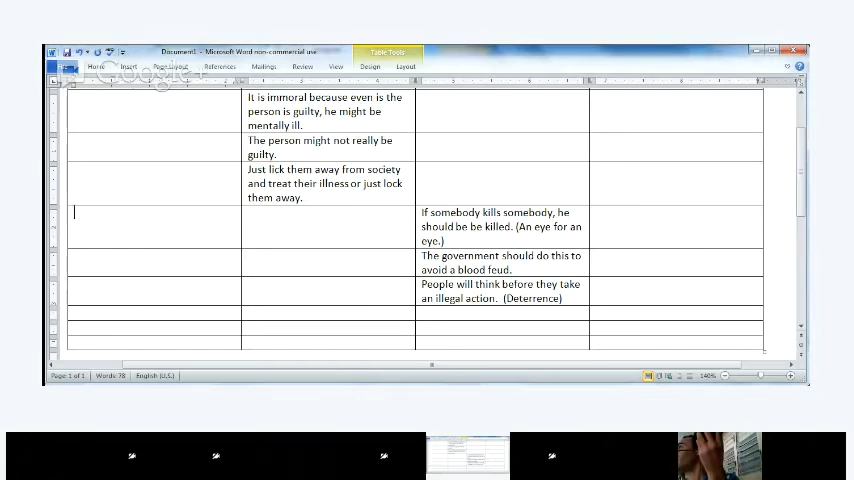 Document1 - Microsoft Word non-commercial use
Table Tools
Home Insert Page Layout References Mailings Review View Design Layout
Google+
It is immoral because even is the
person is guilty, he might be
mentally ill.
The person might not really be
guilty.
Just lick them away from society
and treat their illness or just lock
them away.
If somebody kills somebody, he
should be be killed. (An eye for an
eye.)
The government should do this to
avoid a blood feud.
People will think before they take
an illegal action. (Deterrence)
Page 1 of 1 Words: 78 English (U.S.) 140%